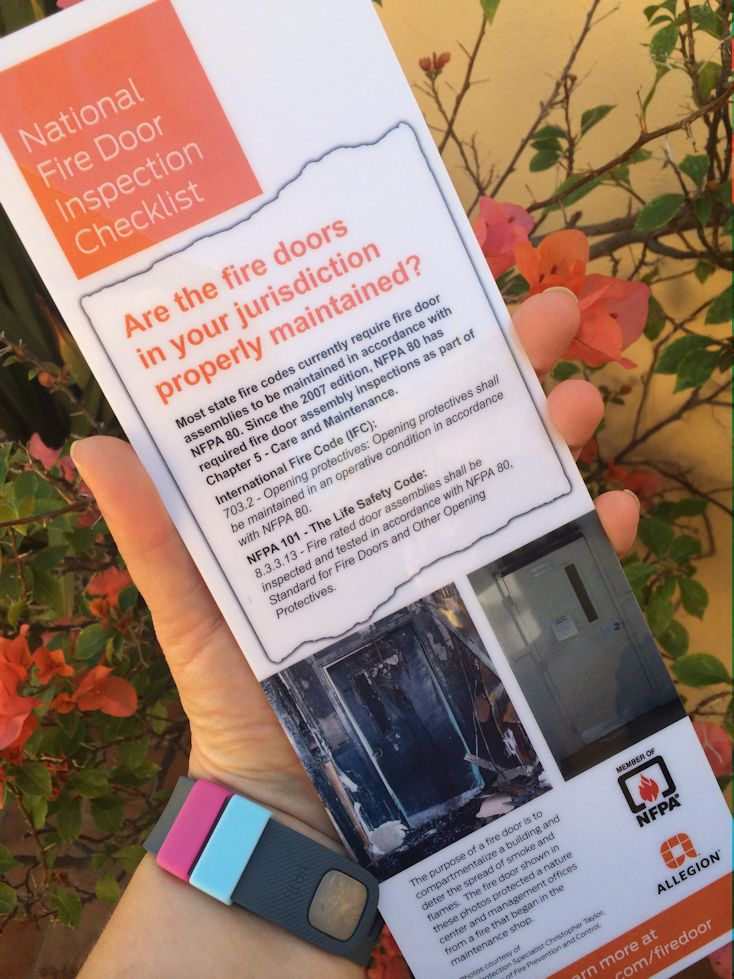 National
Fire Door
Inspection
Checklist
Are the fire doors
in your jurisdiction
properly maintained?
Most state fire codes currently require fire door
assemblies to be maintained in accordance with
NFPA 80. Since the 2007 edition, NFPA 80 has
required fire door assembly inspections as part of
Chapter 5 - Care and Maintenance.
International Fire Code (IFC):
703.2 - Opening protectives: Opening protectives shall
be maintained in an operative condition in accordance
with NFPA 80.
NFPA 101 - The Life Safety Code:
8.3.3.13 - Fire rated door assemblies shall be
inspected and tested in accordance with NFPA 80,
Standard for Fire Doors and Other Opening
Protectives.
MEMBER OF
NFPA®
ALLEGION™
The purpose of a fire door is to
compartmentalize a building and
deter the spread of smoke and
flames. The fire door shown in
these photos protected a nature
center and management offices
from a fire that began in the
maintenance shop.
Photos courtesy of
Specialist Christopher Taylor,
of Fire Prevention and Control.
more at
.com/firedoor
fitbit